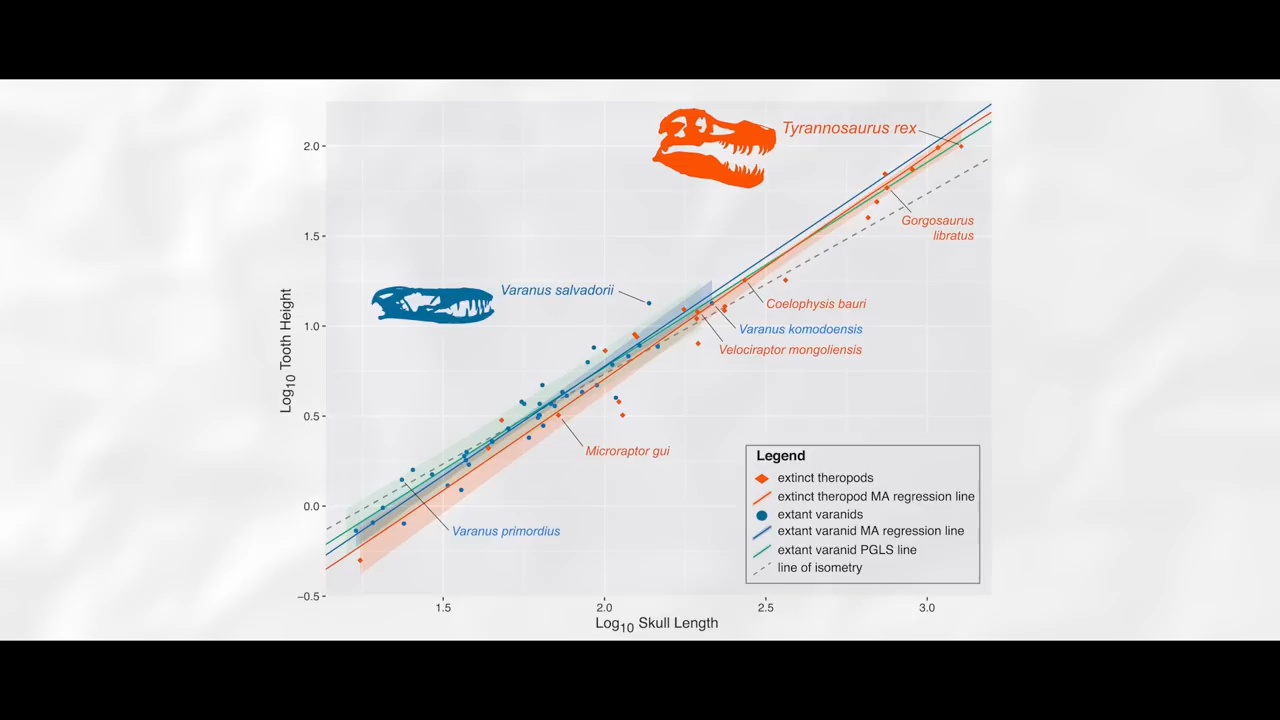 Tyrannosaurus rex
2.0
Gorgosaurus
libratus
1.5
Varanus salvadorii
Coelophysis bauri
1.0
Varanus komodoensis
Velociraptor mongoliensis
Log10 Tooth Height
0.5
Microraptor gui
Legend
extinct theropods
extinct theropod MA regression line
extant varanids
extant varanid MA regression line
extant varanid PGLS line
line of isometry
0.0
Varanus primordius
−0.5
1.5 2.0 2.5 3.0
Log10 Skull Length